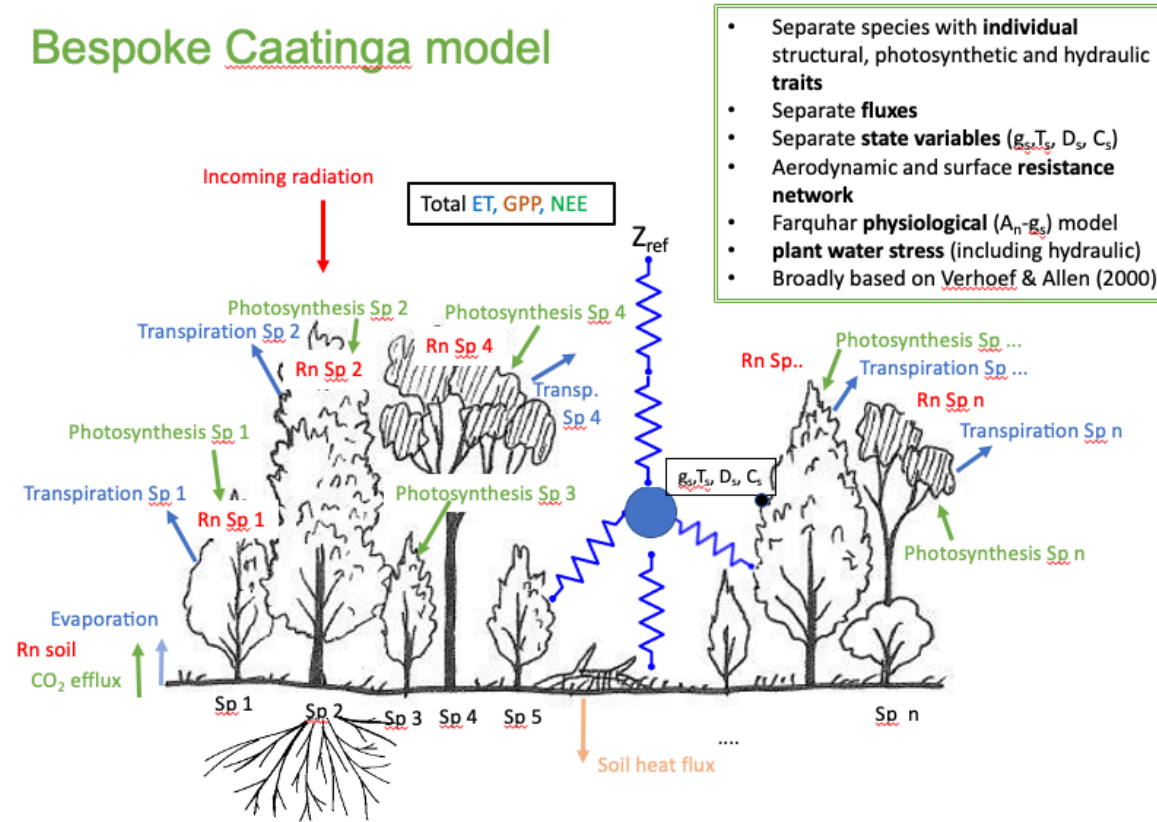 Bespoke Caatinga model
• Separate species with individual
structural, photosynthetic and hydraulic
traits
• Separate fluxes
• Separate state variables (gs,Ts, Ds, Cs)
• Aerodynamic and surface resistance
network
• Farquhar physiological (An-gs) model
• plant water stress (including hydraulic)
• Broadly based on Verhoef & Allen (2000)
Incoming radiation
Total ET, GPP, NEE
Zref
Photosynthesis Sp 2
Transpiration Sp 2
Rn Sp 2
Photosynthesis Sp 4
Rn Sp 4
Transp.
Sp 4
Rn Sp..
Photosynthesis Sp ...
Transpiration Sp ...
Rn Sp n
Transpiration Sp n
Photosynthesis Sp 1
Transpiration Sp 1
Rn Sp 1
Photosynthesis Sp 3
gs,Ts, Ds, Cs (
Photosynthesis Sp n
Evaporation
Rn soil
CO2 efflux
Sp 1
Sp 2
Sp 3
Sp 4
Sp 5
....
Sp n
Soil heat flux